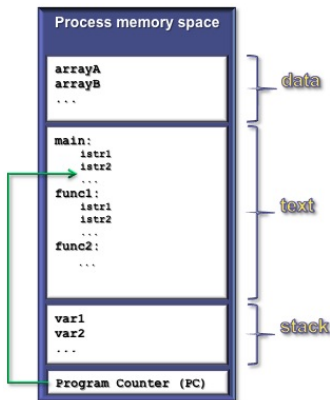 Process memory space
arrayA
arrayB
...
data
main:
istr1
istr2
...
func1:
istr1
istr2
...
func2:
...
text
var1
var2
...
stack
Program Counter (PC)